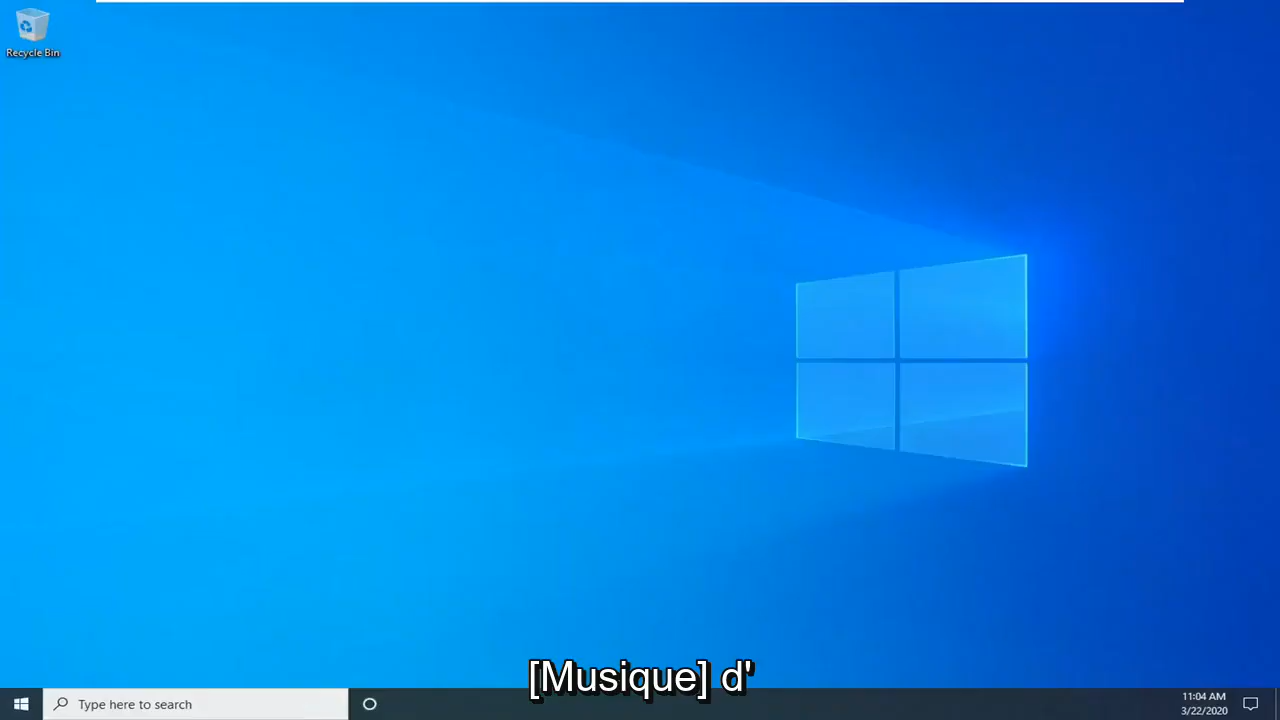 Recycle Bin
[Musique] d'
Type here to search
11:04 AM
3/22/2020